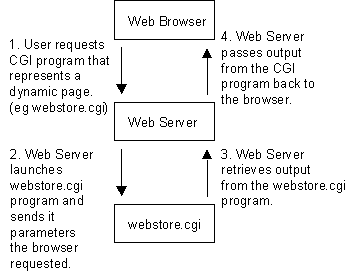 Web Browser
1. User requests
CGI program that
represents a
dynamic page.
(eg webstore.cgi)
4. Web Server
passes output
from the CGI
program back to
the browser.
Web Server
2. Web Server
launches
webstore.cgi
program and
sends it
parameters
the browser
requested.
3. Web Server
retrieves output
from the webstore.cgi
program.
webstore.cgi